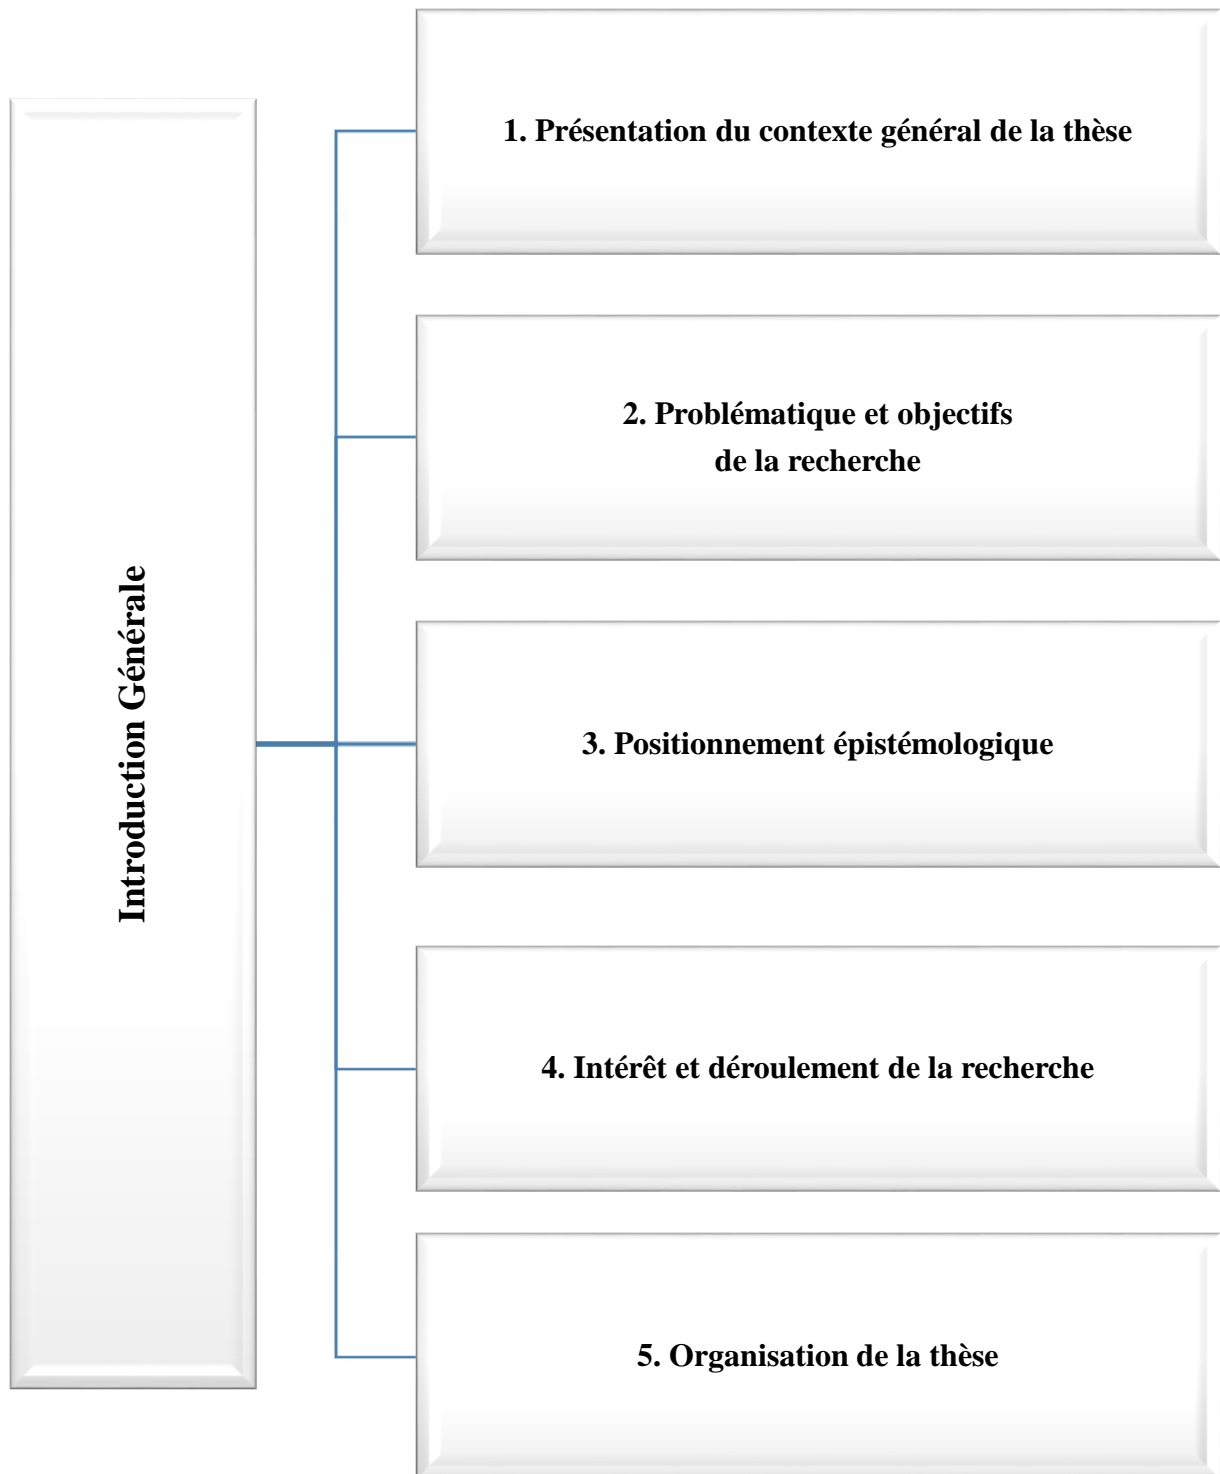 Introduction Générale
1. Présentation du contexte général de la thèse
2. Problématique et objectifs
de la recherche
3. Positionnement épistémologique
4. Intérêt et déroulement de la recherche
5. Organisation de la thèse